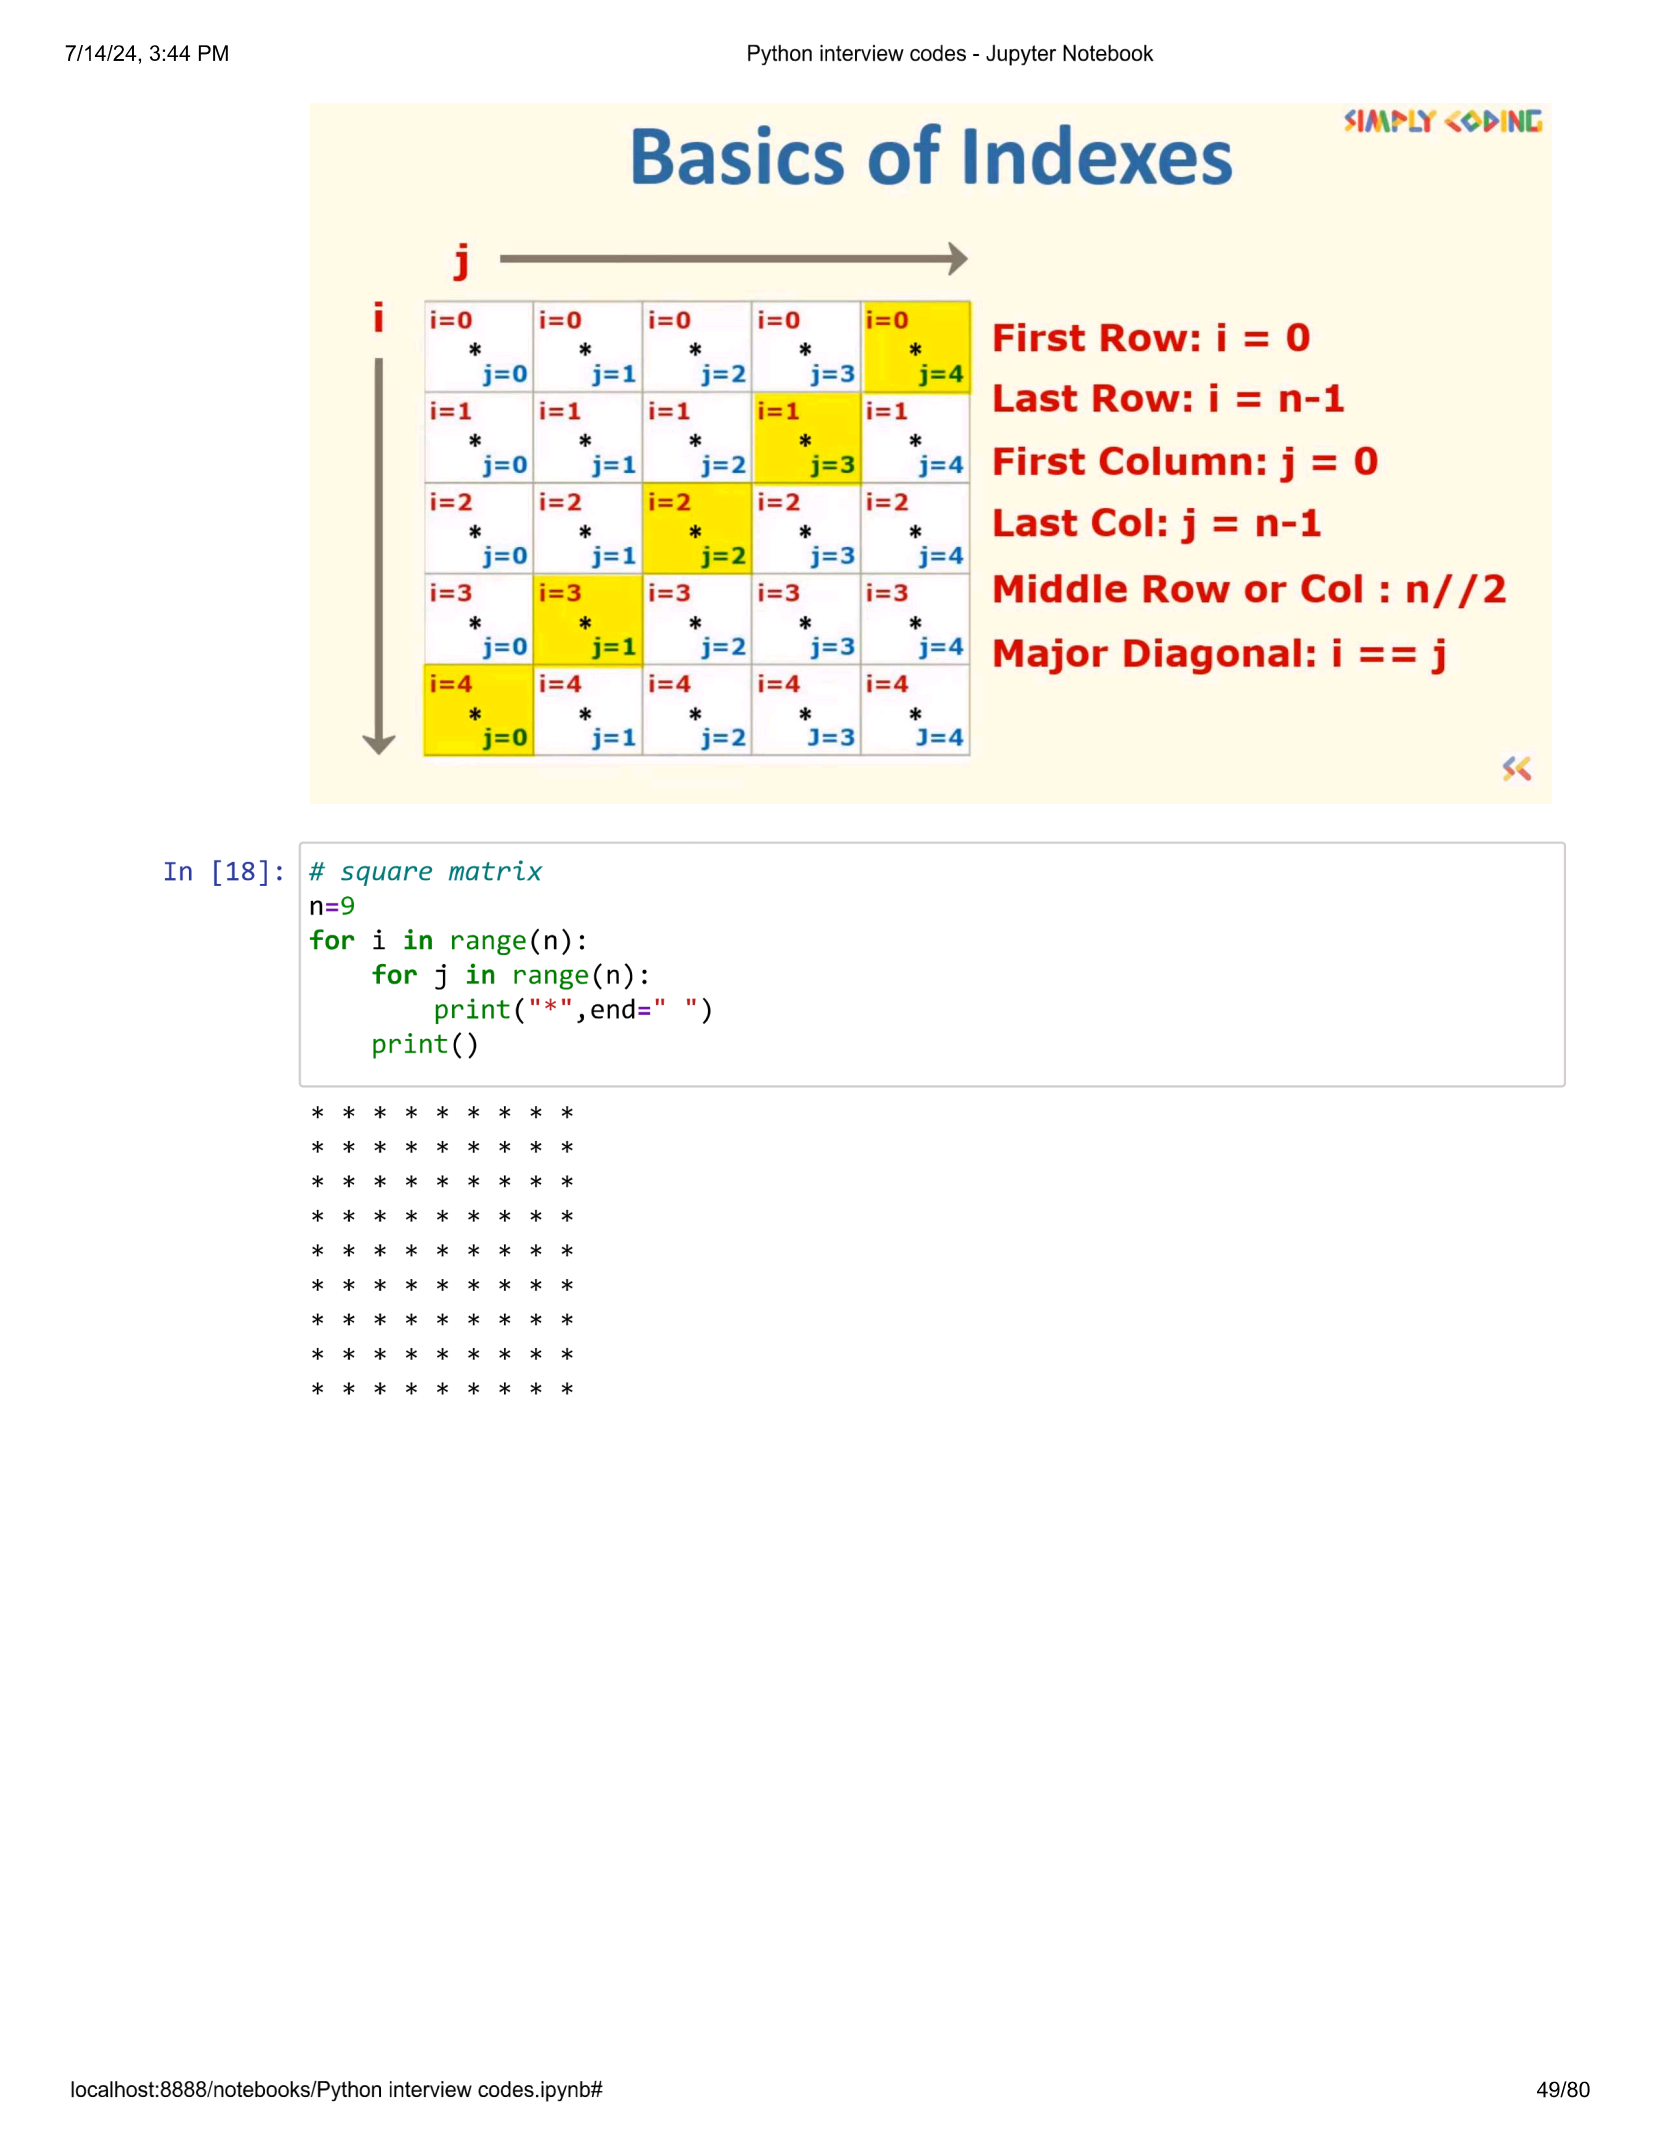 7/14/24, 3:44 PM
Python interview codes - Jupyter Notebook
SIMPLY CODING
Basics of Indexes
j
i
i=0 i=0 i=0 i=0 i=0
* * * * *
j=0 j=1 j=2 j=3 j=4
i=1 i=1 i=1 i=1 i=1
* * * * *
j=0 j=1 j=2 j=3 j=4
i=2 i=2 i=2 i=2 i=2
* * * * *
j=0 j=1 j=2 j=3 j=4
i=3 i=3 i=3 i=3 i=3
* * * * *
j=0 j=1 j=2 j=3 j=4
i=4 i=4 i=4 i=4 i=4
* * * * *
j=0 j=1 j=2 J=3 J=4
First Row: i = 0
Last Row: i = n-1
First Column: j = 0
Last Col: j = n-1
Middle Row or Col : n//2
Major Diagonal: i == j
In [18]:
# square matrix
n=9
for i in range(n):
    for j in range(n):
        print("*",end=" ")
    print()
* * * * * * * * *
* * * * * * * * *
* * * * * * * * *
* * * * * * * * *
* * * * * * * * *
* * * * * * * * *
* * * * * * * * *
* * * * * * * * *
* * * * * * * * *
localhost:8888/notebooks/Python interview codes.ipynb#
49/80